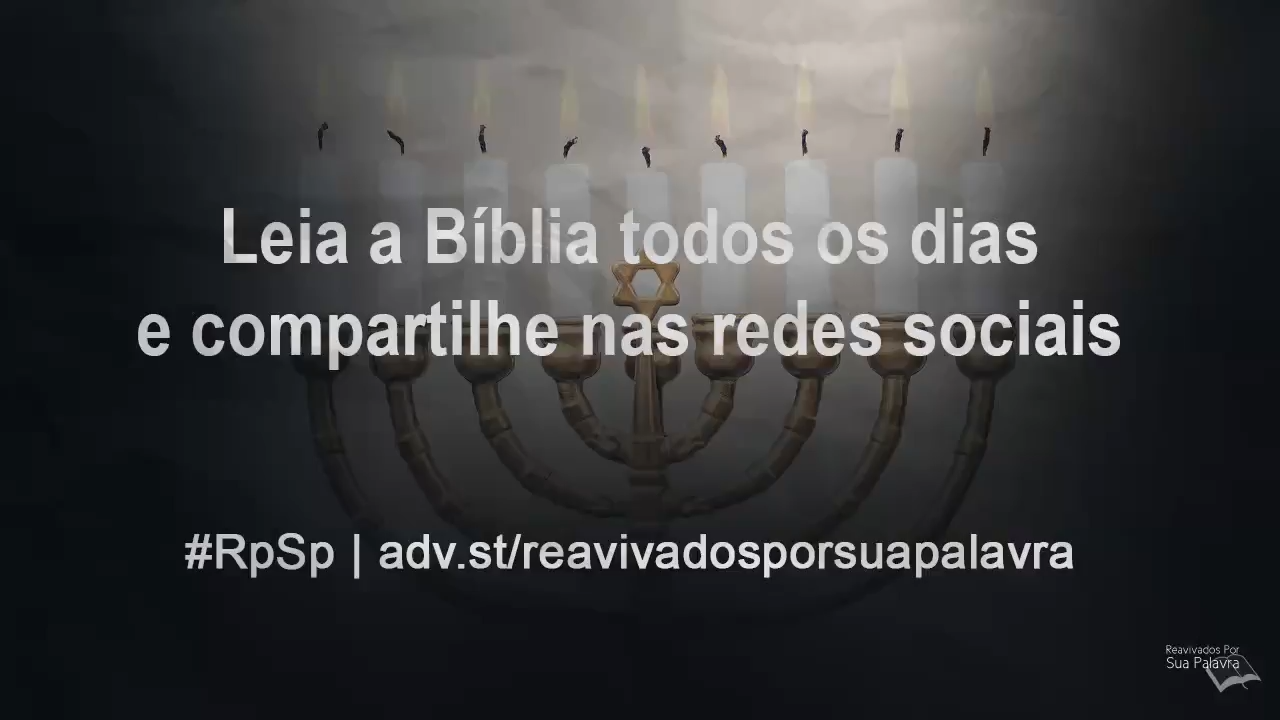 Leia a Bíblia todos os dias
e compartilhe nas redes sociais
#RpSp | adv.st/reavivadosporsuapalavra
Reavivados Por
Sua Palavra